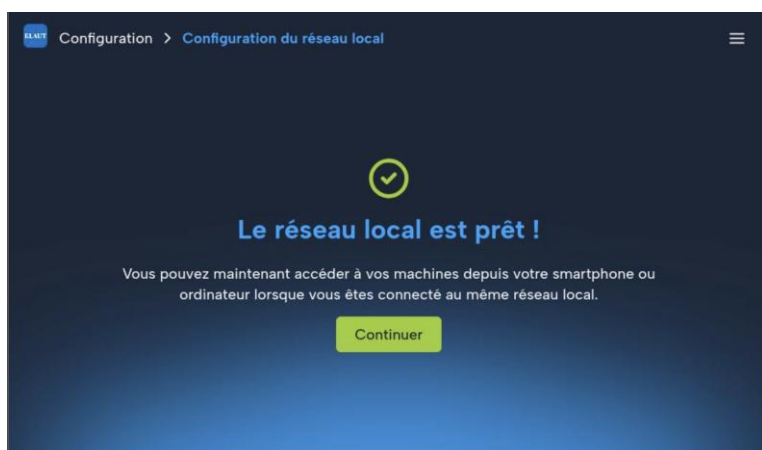 ELAUT
Configuration > Configuration du réseau local
Le réseau local est prêt !
Vous pouvez maintenant accéder à vos machines depuis votre smartphone ou
ordinateur lorsque vous êtes connecté au même réseau local.
Continuer